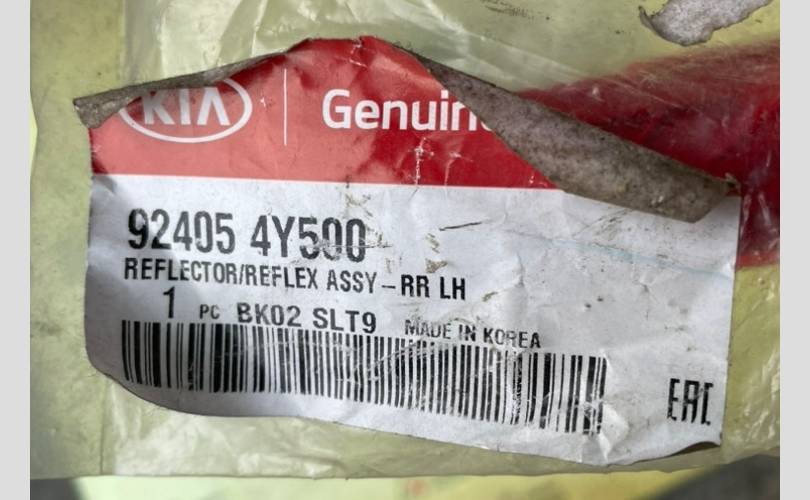 KIA Genuin
92405 4Y500
REFLECTOR/REFLEX ASSY-RR LH
1 PC BK02 SLT9 MADE IN KOREA
EAC